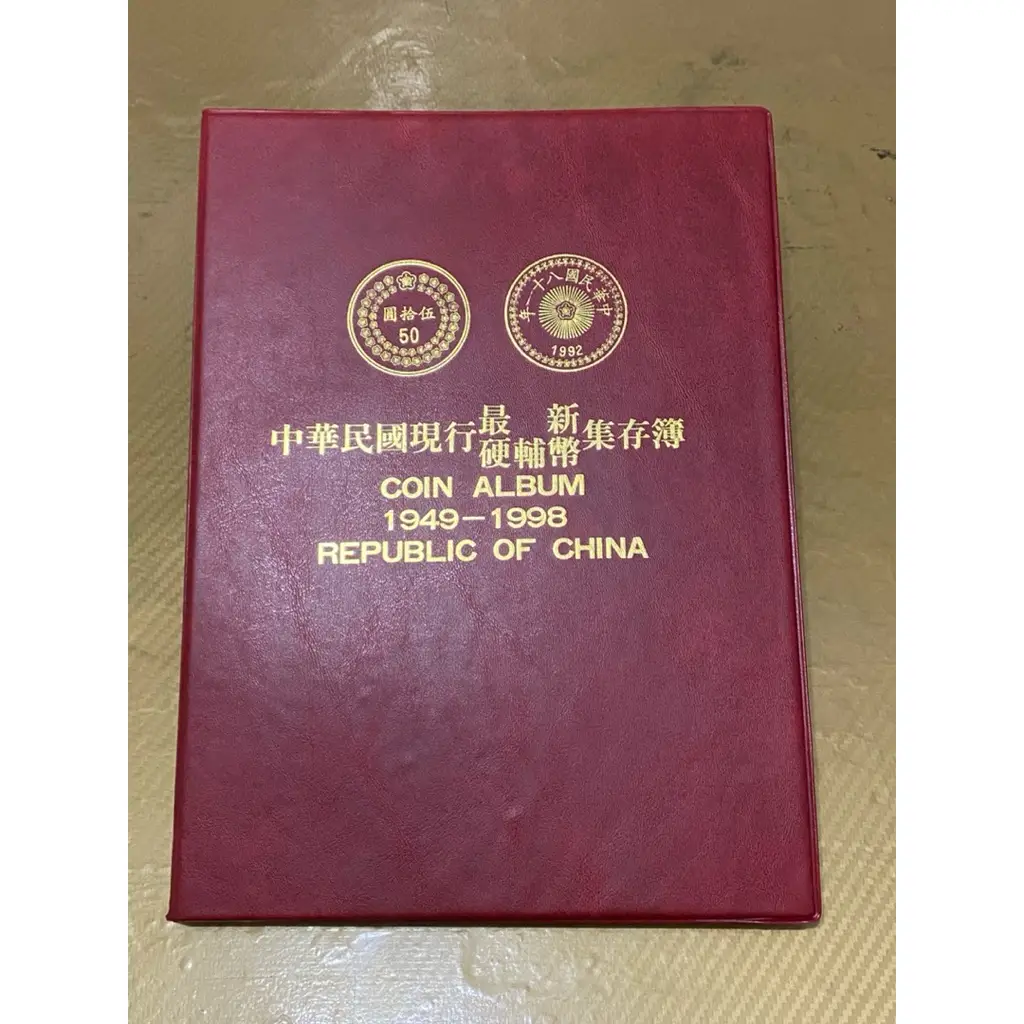 圓拾伍
50
年一十八國民華中
1992
中華民國現行最新硬輔幣集存簿
COIN ALBUM
1949-1998
REPUBLIC OF CHINA